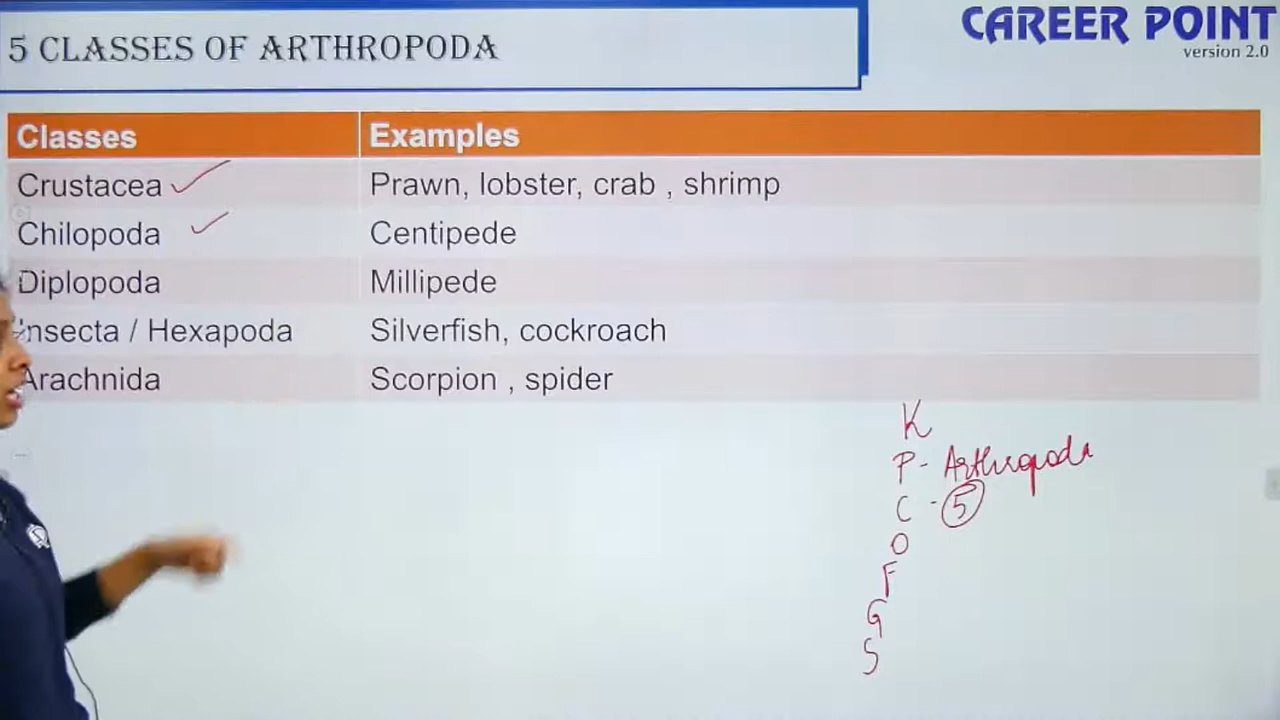 5 CLASSES OF ARTHROPODA
CAREER POINT
version 2.0
Classes Examples
Crustacea Prawn, lobster, crab , shrimp
Chilopoda Centipede
Diplopoda Millipede
Insecta / Hexapoda Silverfish, cockroach
Arachnida Scorpion , spider
K
P - Arthropoda
C - 5
O
F
G
S